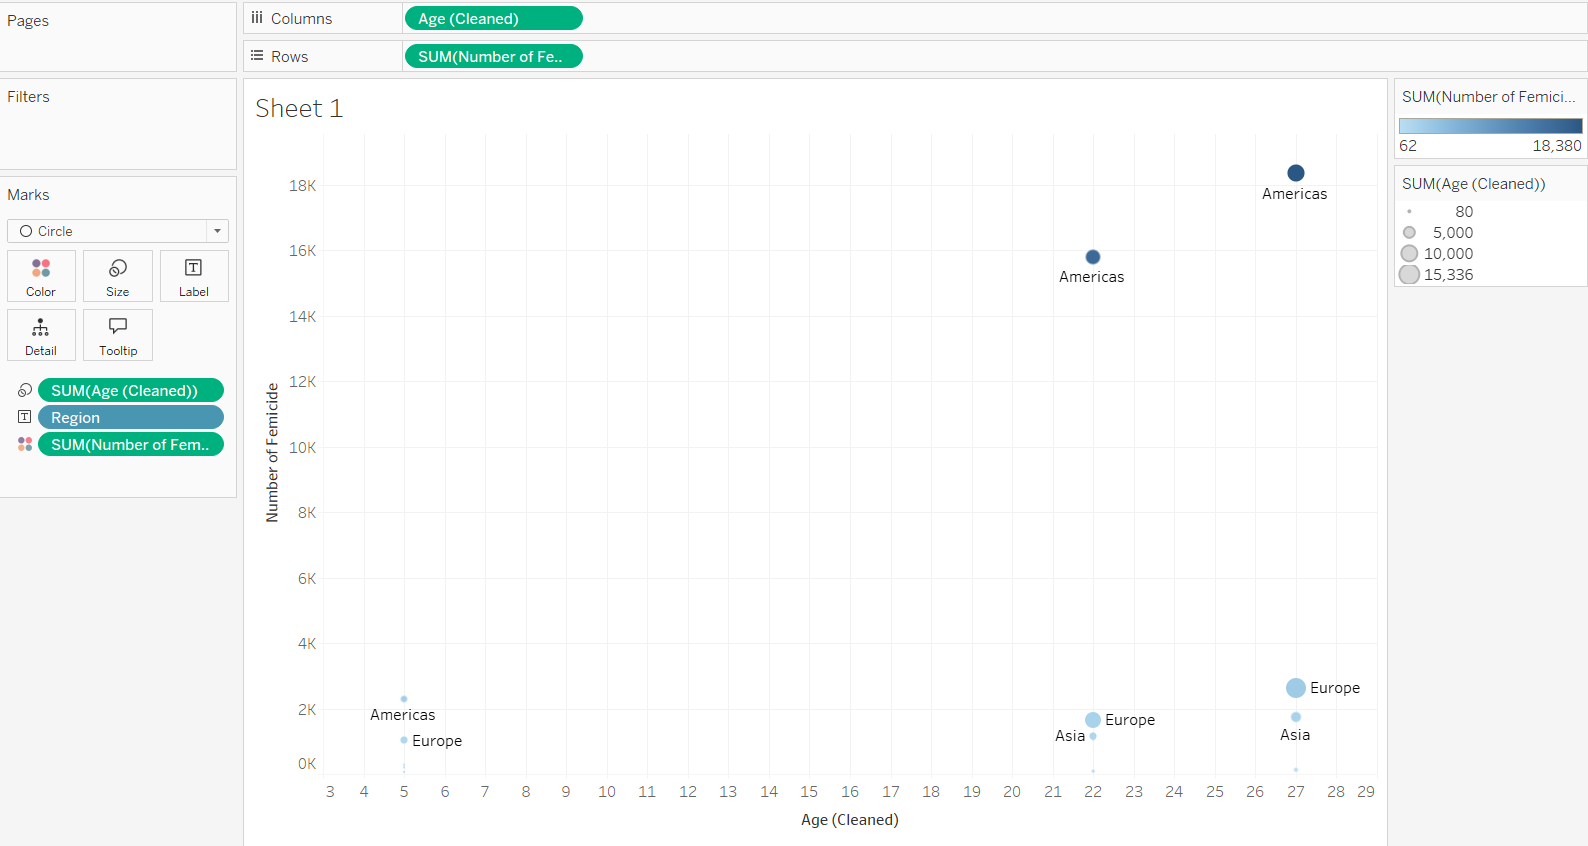 Pages
Columns
Age (Cleaned)
Rows
SUM(Number of Fe..
Filters
Marks
Circle
Color
Size
Label
Detail
Tooltip
SUM(Age (Cleaned))
Region
SUM(Number of Fem..
Sheet 1
Number of Femicide
18K
16K
14K
12K
10K
8K
6K
4K
2K
0K
Americas
Americas
Americas
Europe
Europe
Asia
Europe
Asia
3 4 5 6 7 8 9 10 11 12 13 14 15 16 17 18 19 20 21 22 23 24 25 26 27 28 29
Age (Cleaned)
SUM(Number of Femici...
62 18,380
SUM(Age (Cleaned))
80
5,000
10,000
15,336